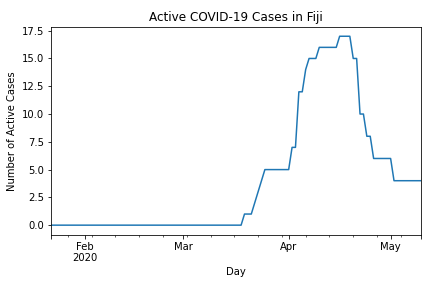 Active COVID-19 Cases in Fiji
17.5
15.0
12.5
10.0
7.5
5.0
2.5
0.0
Number of Active Cases
Feb
2020
Mar
Apr
May
Day